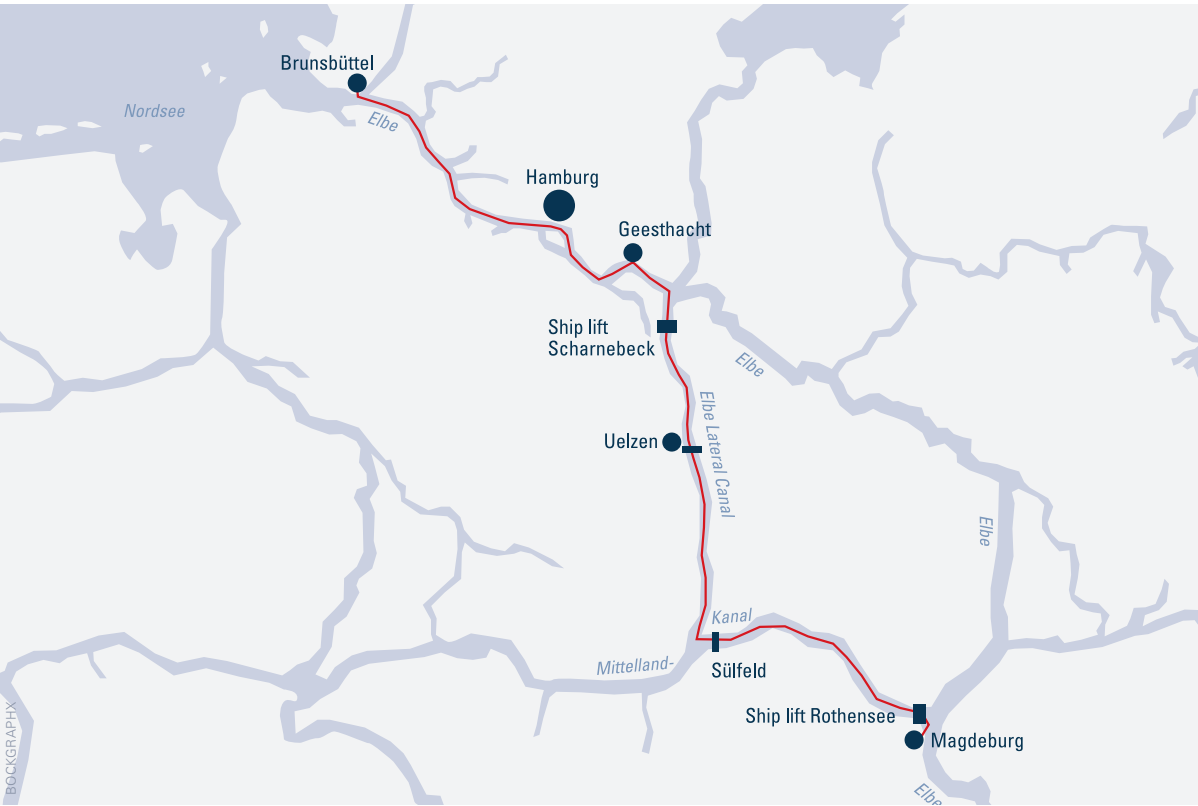 Brunsbüttel
Nordsee
Elbe
Hamburg
Geesthacht
Ship lift
Scharnebeck
Elbe
Elbe Lateral Canal
Uelzen
Elbe
Kanal
Mittelland-
Sülfeld
Ship lift Rothensee
Magdeburg
Elbe
BOCKGRAPHX